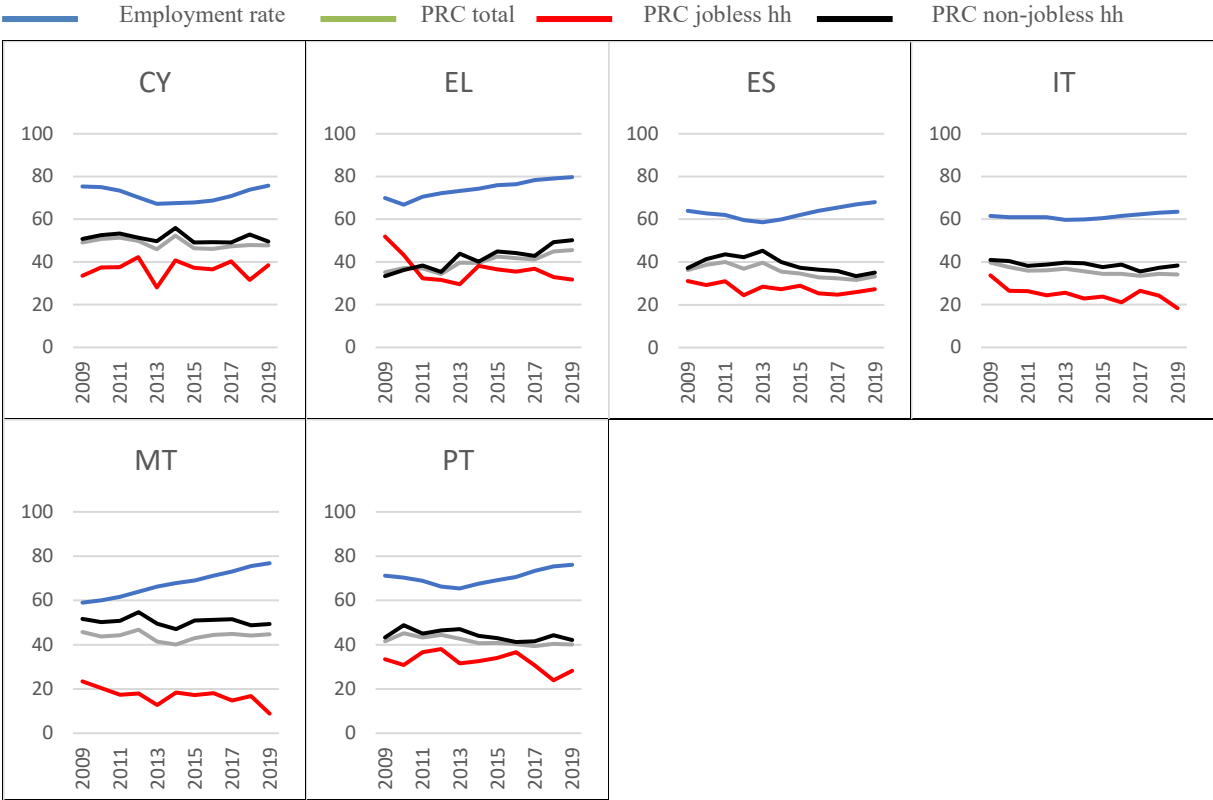 Employment rate PRC total PRC jobless hh PRC non-jobless hh
CY EL ES IT
100 100 100 100
80 80 80 80
60 60 60 60
40 40 40 40
20 20 20 20
0 0 0 0
2009 2011 2013 2015 2017 2019 2009 2011 2013 2015 2017 2019 2009 2011 2013 2015 2017 2019 2009 2011 2013 2015 2017 2019
MT PT
100 100
80 80
60 60
40 40
20 20
0 0
2009 2011 2013 2015 2017 2019 2009 2011 2013 2015 2017 2019